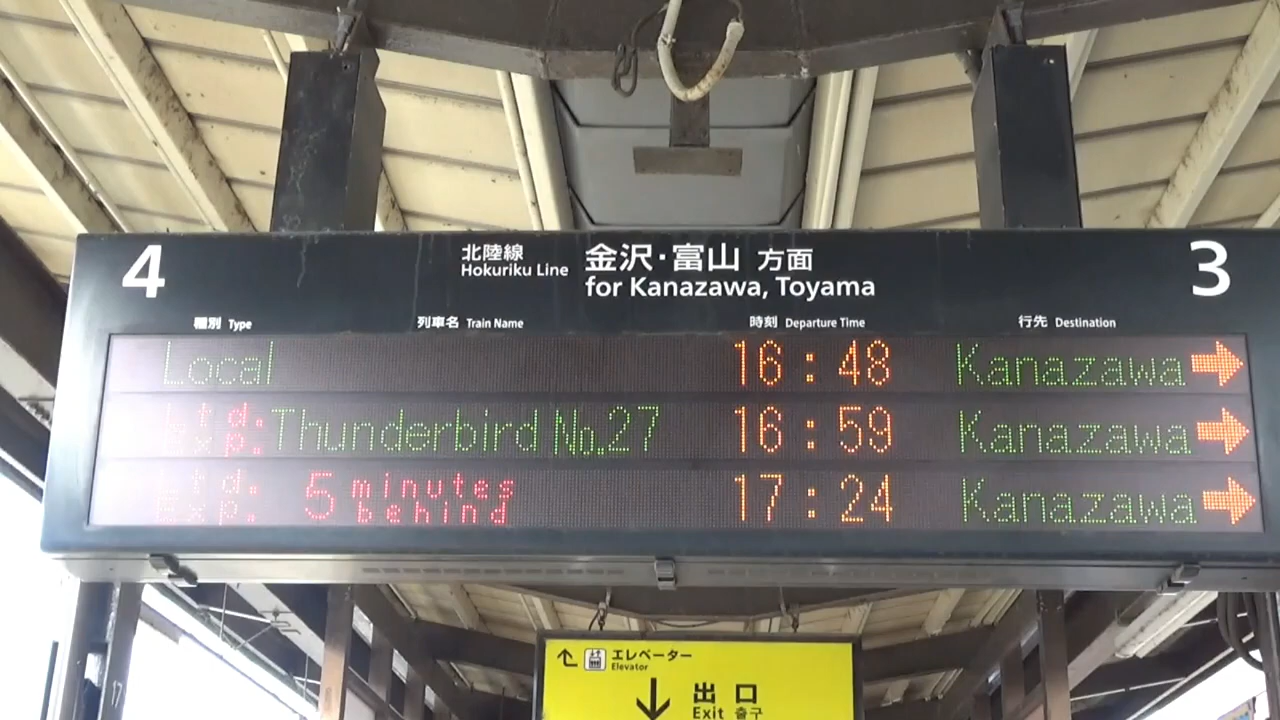 4
北陸線 金沢・富山 方面
Hokuriku Line for Kanazawa, Toyama
3
種別 Type 列車名 Train Name 時刻 Departure Time 行先 Destination
Local 16:48 Kanazawa
Ltd. Exp. Thunderbird No.27 16:59 Kanazawa
Ltd. Exp. 5 minutes behind 17:24 Kanazawa
エレベーター
Elevator
出口
Exit 출구
17